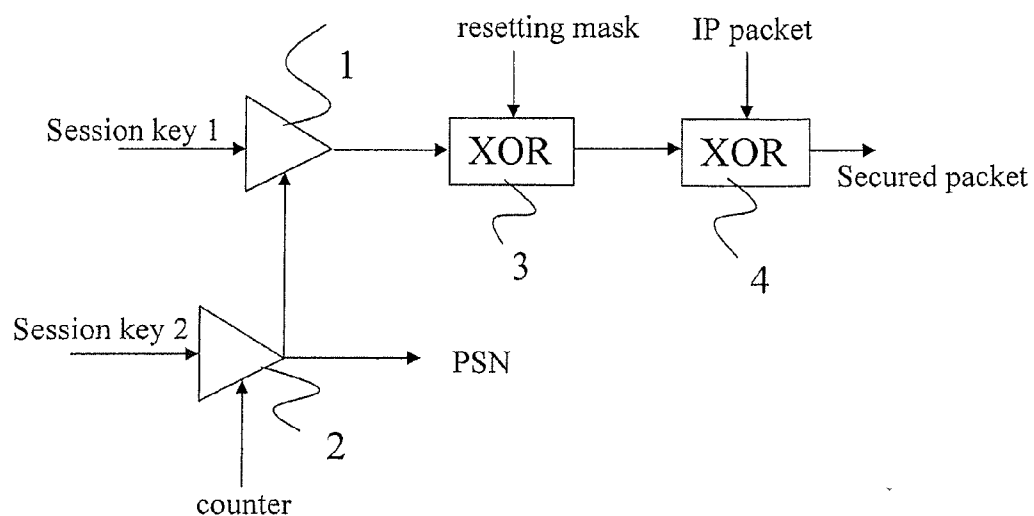 resetting mask
IP packet
1
Session key 1
XOR
XOR
Secured packet
3
4
Session key 2
PSN
2
counter